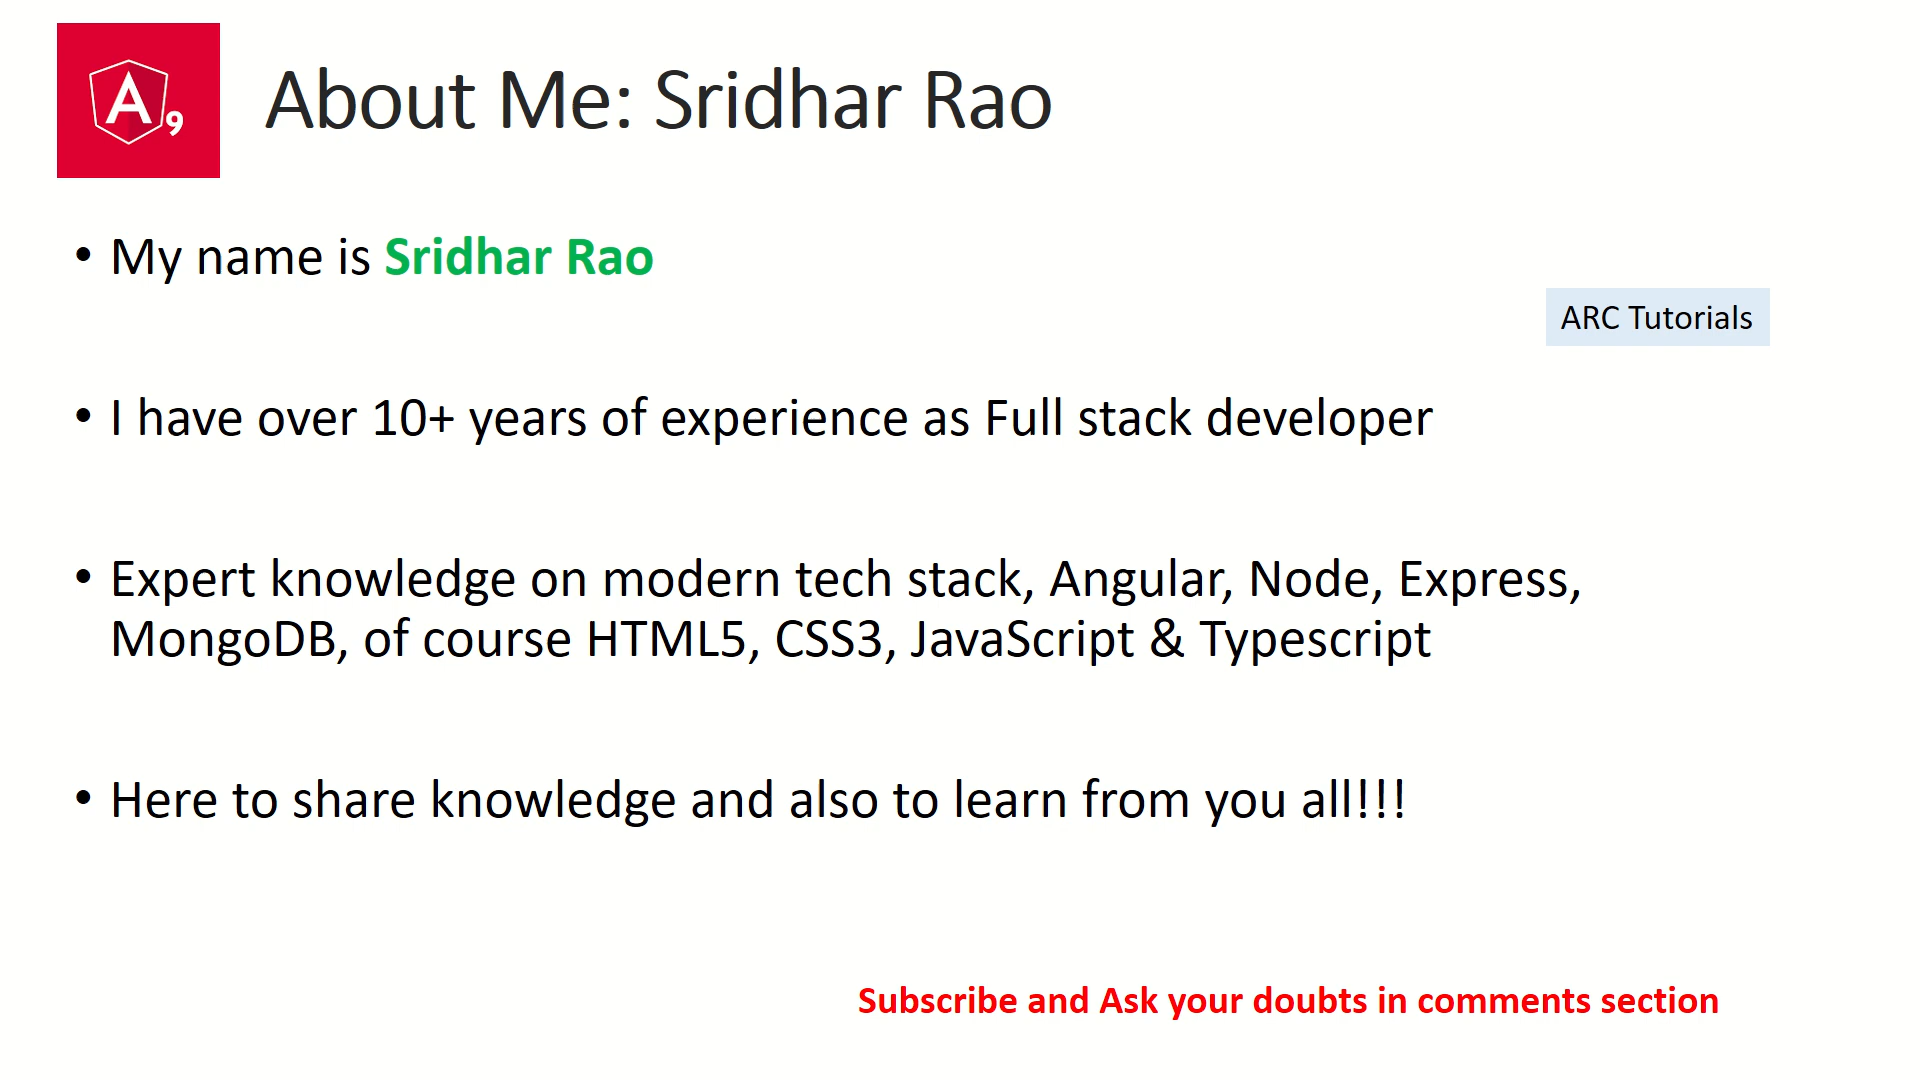 A9
About Me: Sridhar Rao
• My name is Sridhar Rao
ARC Tutorials
• I have over 10+ years of experience as Full stack developer
• Expert knowledge on modern tech stack, Angular, Node, Express,
MongoDB, of course HTML5, CSS3, JavaScript & Typescript
• Here to share knowledge and also to learn from you all!!!
Subscribe and Ask your doubts in comments section